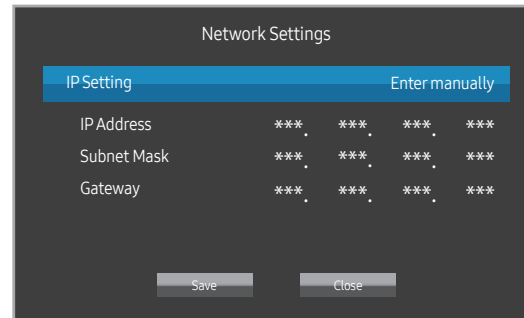 Network Settings
IP Setting Enter manually
IP Address ***. ***. ***. ***
Subnet Mask ***. ***. ***. ***
Gateway ***. ***. ***. ***
Save Close